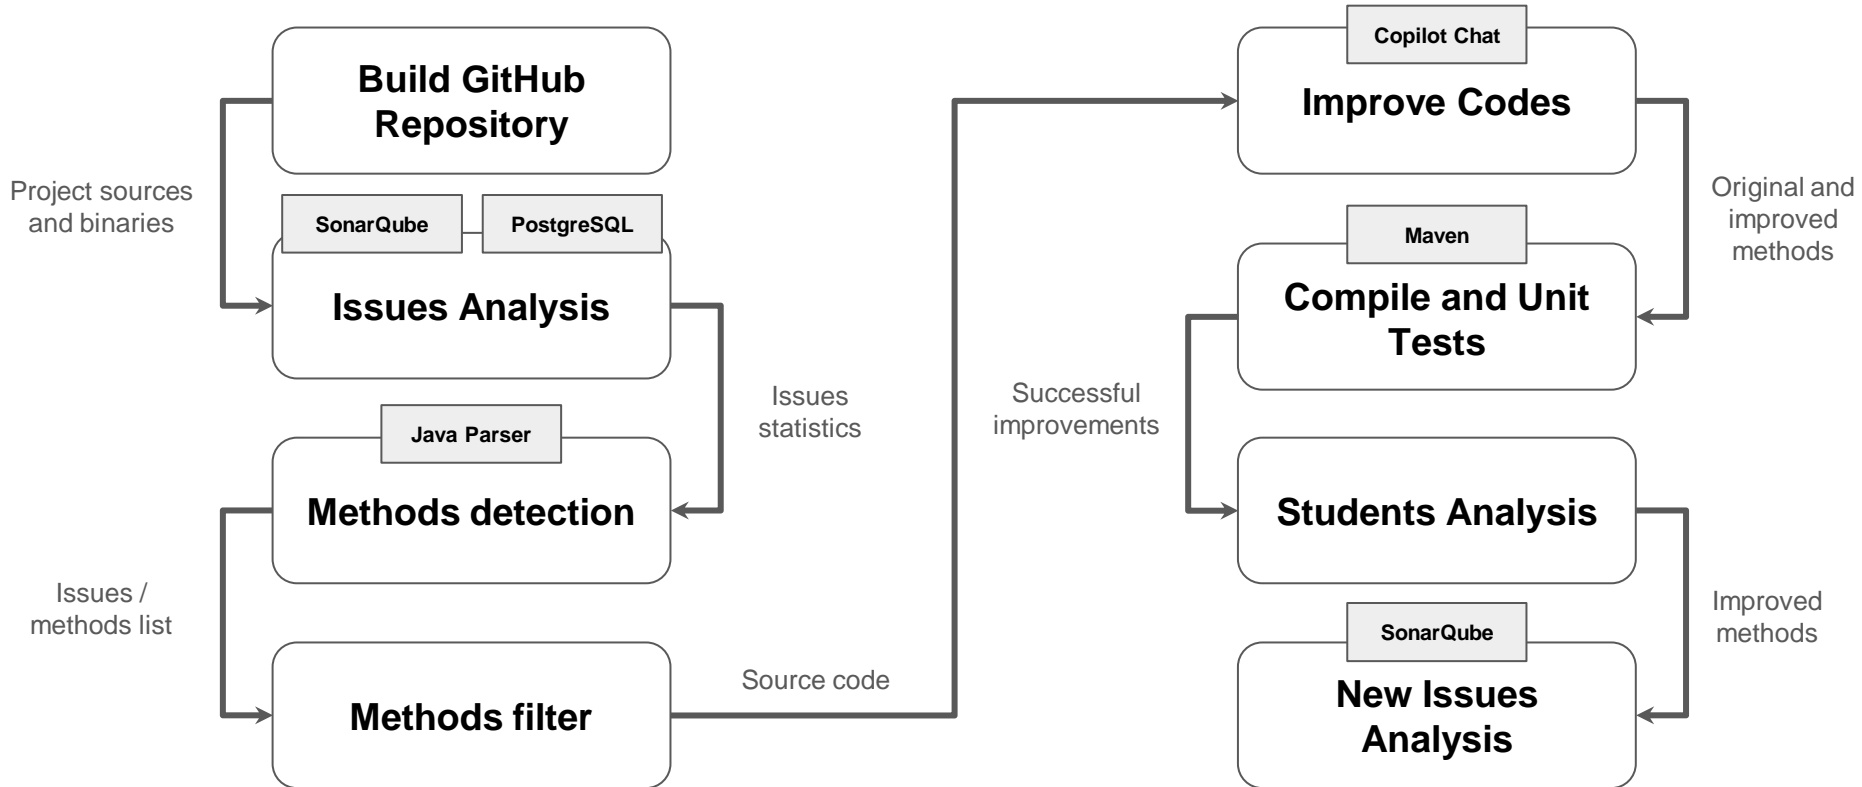 Build GitHub
Repository
Project sources
and binaries
SonarQube
PostgreSQL
Issues Analysis
Issues
statistics
Java Parser
Methods detection
Issues /
methods list
Methods filter
Source code
Copilot Chat
Improve Codes
Original and
improved
methods
Maven
Compile and Unit
Tests
Successful
improvements
Students Analysis
Improved
methods
SonarQube
New Issues
Analysis